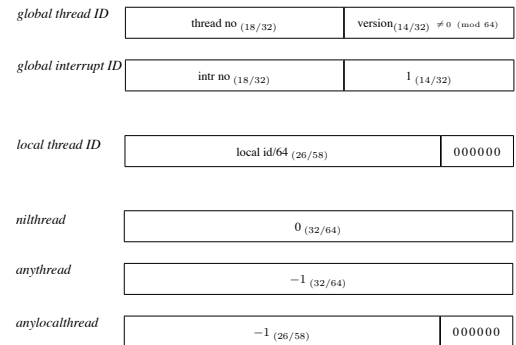 global thread ID thread no (18/32) version(14/32) ≠0 (mod 64)
global interrupt ID intr no (18/32) 1 (14/32)
local thread ID local id/64 (26/58) 000000
nilthread 0 (32/64)
anythread −1 (32/64)
anylocalthread −1 (26/58) 000000